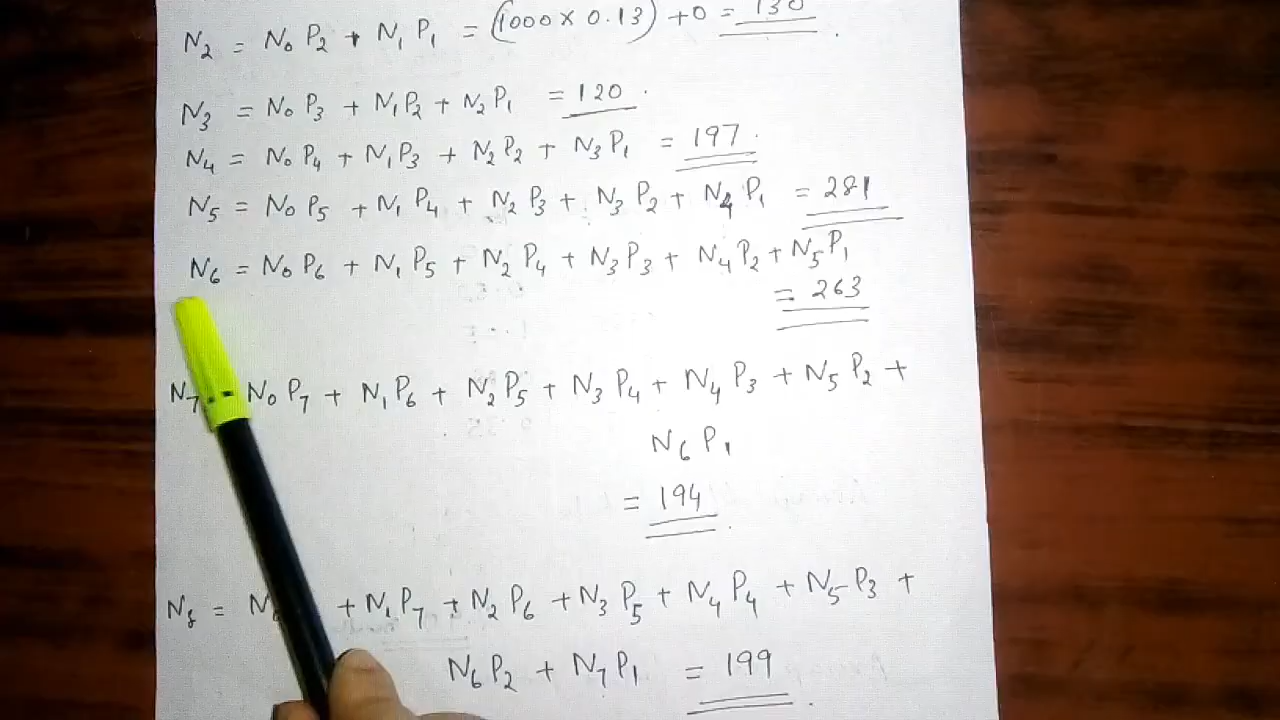 N2 = N0 P2 + N1 P1 = (1000 × 0.13) + 0 = 130.
N3 = N0 P3 + N1 P2 + N2 P1 = 120.
N4 = N0 P4 + N1 P3 + N2 P2 + N3 P1 = 197.
N5 = N0 P5 + N1 P4 + N2 P3 + N3 P2 + N4 P1 = 281
N6 = N0 P6 + N1 P5 + N2 P4 + N3 P3 + N4 P2 + N5 P1
= 263
N7 = N0 P7 + N1 P6 + N2 P5 + N3 P4 + N4 P3 + N5 P2 +
N6 P1
= 194.
N8 = + N1 P7 + N2 P6 + N3 P5 + N4 P4 + N5 P3 +
N6 P2 + N7 P1 = 199.